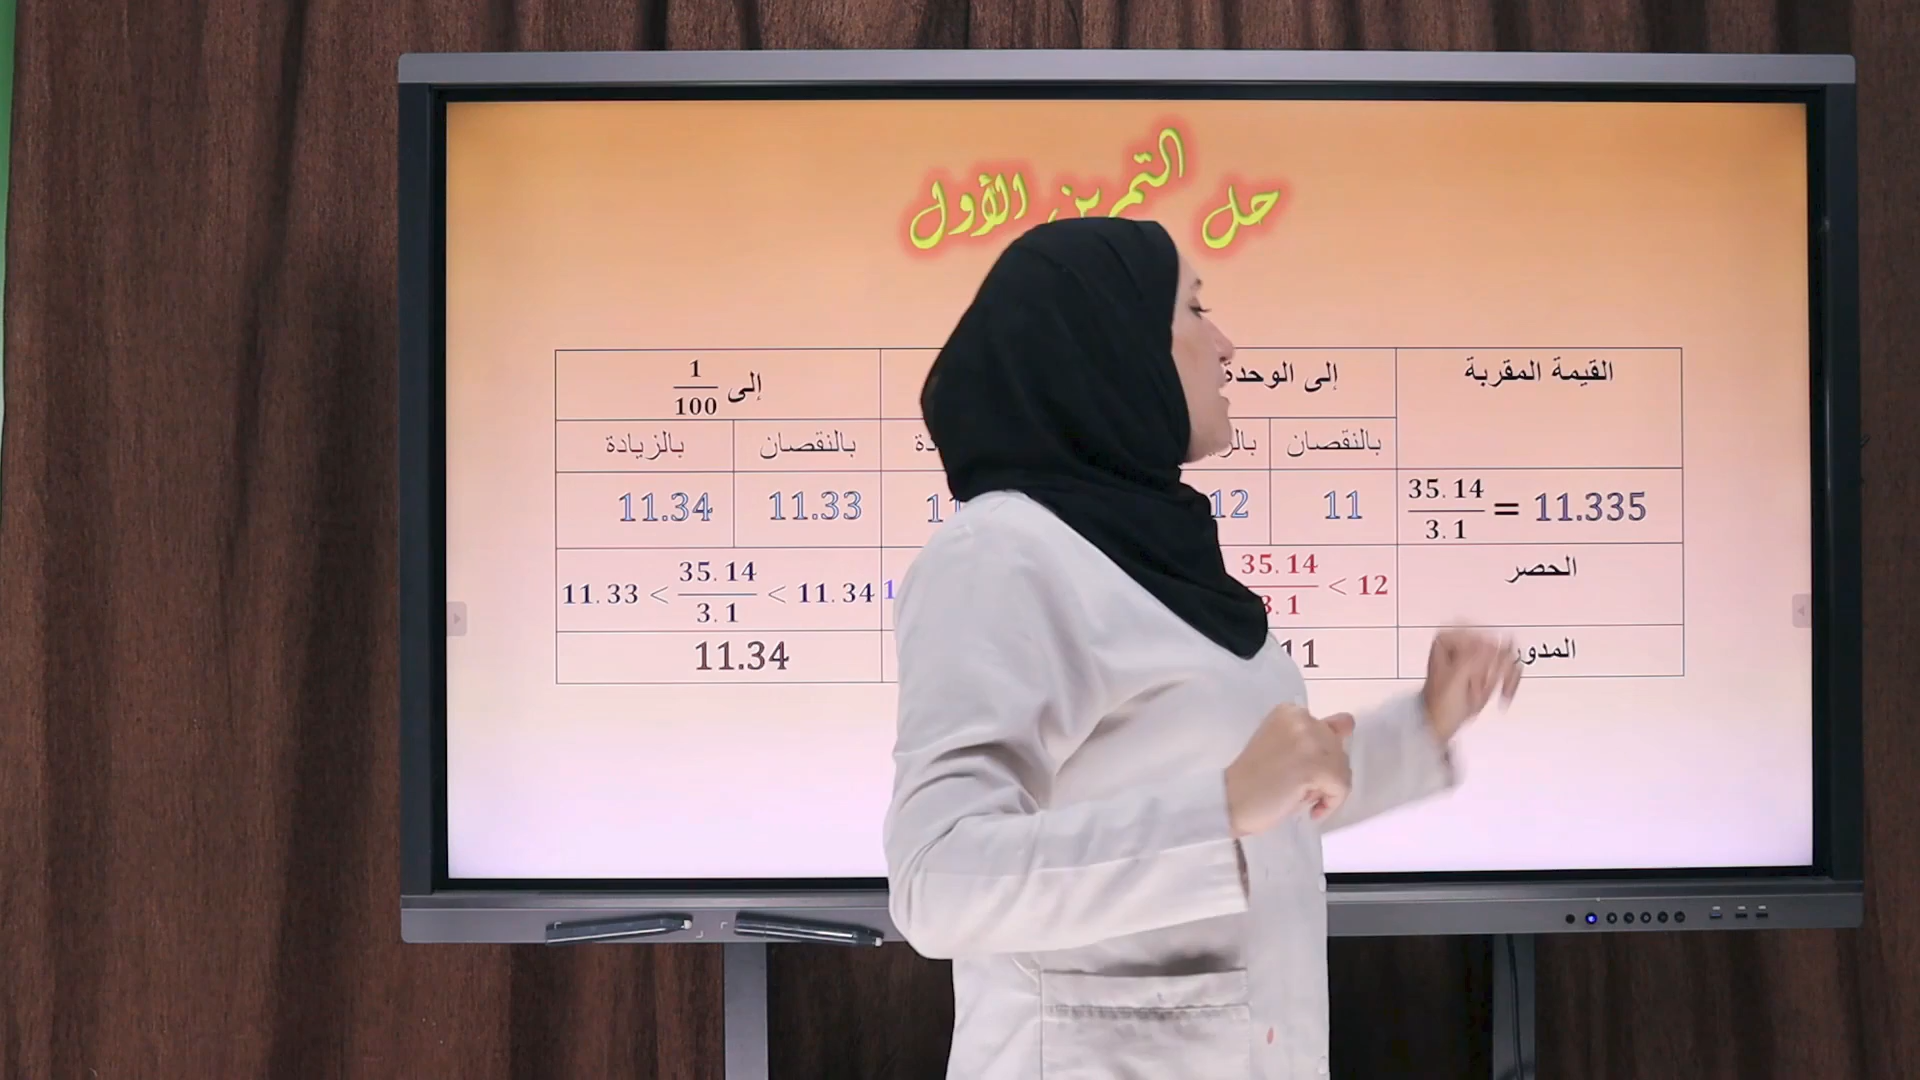 حل التمرين الأول
القيمة المقربة إلى الوحدة إلى 1/100
بالنقصان بالنقصان بالزيادة
35.14/3.1 = 11.335 11 12 11.33 11.34
الحصر 35.14/3.1 < 12 11.33 < 35.14/3.1 < 11.34
المدور 11 11.34